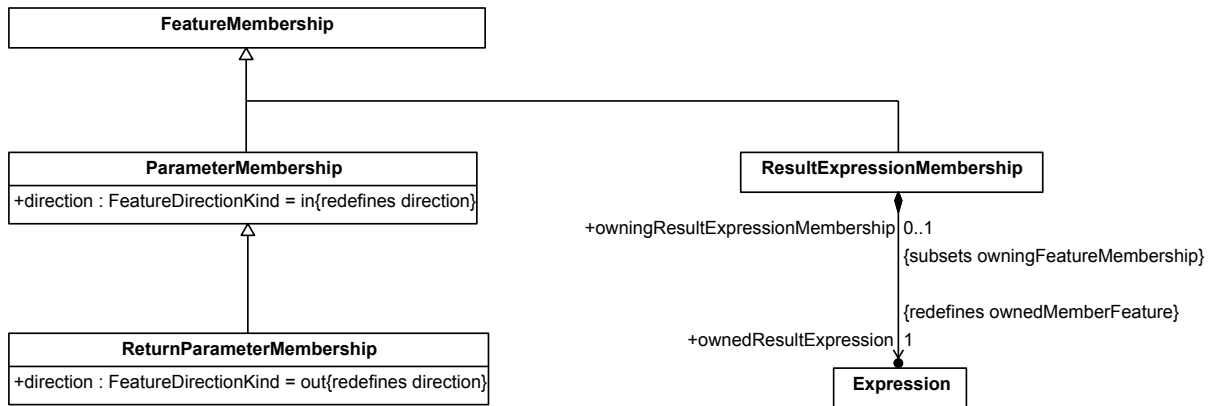 FeatureMembership
ParameterMembership
+direction : FeatureDirectionKind = in{redefines direction}
ResultExpressionMembership
+owningResultExpressionMembership 0..1
{subsets owningFeatureMembership}
{redefines ownedMemberFeature}
+ownedResultExpression 1
ReturnParameterMembership
+direction : FeatureDirectionKind = out{redefines direction}
Expression